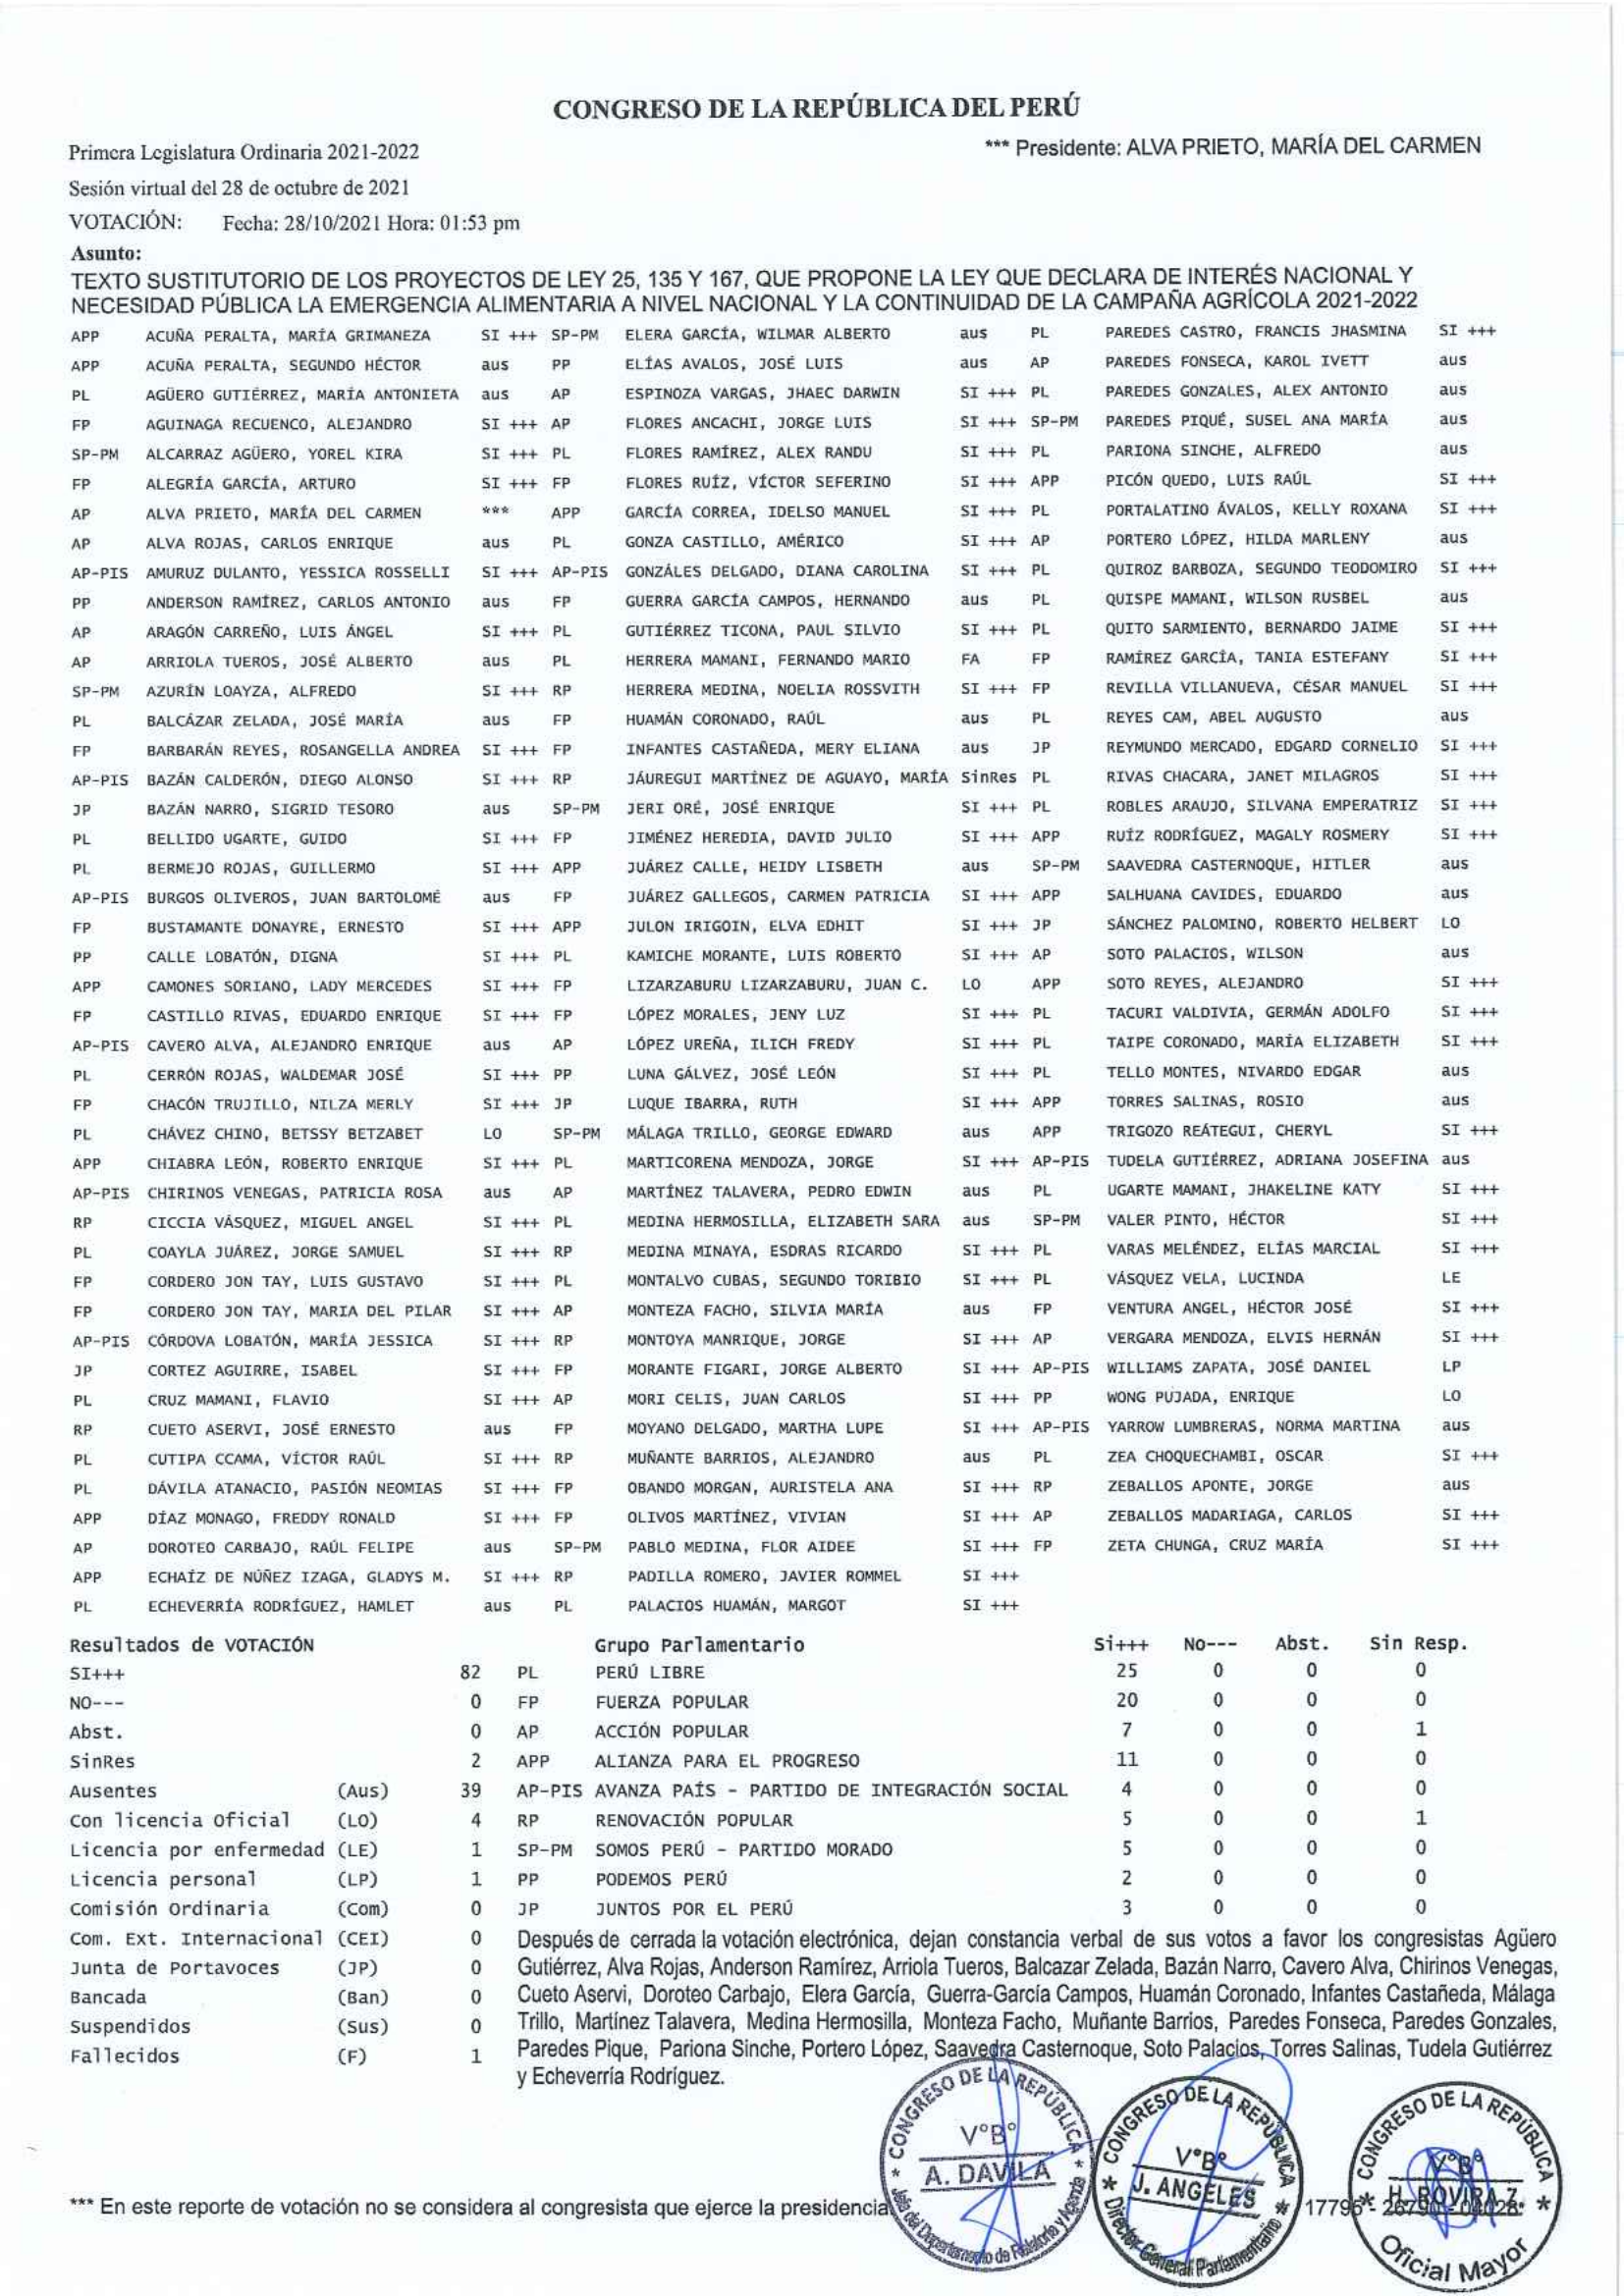 CONGRESO DE LA REPÚBLICA DEL PERÚ
Primera Legislatura Ordinaria 2021-2022 *** Presidente: ALVA PRIETO, MARÍA DEL CARMEN
Sesión virtual del 28 de octubre de 2021
VOTACIÓN: Fecha: 28/10/2021 Hora: 01:53 pm
Asunto:
TEXTO SUSTITUTORIO DE LOS PROYECTOS DE LEY 25, 135 Y 167, QUE PROPONE LA LEY QUE DECLARA DE INTERÉS NACIONAL Y
NECESIDAD PÚBLICA LA EMERGENCIA ALIMENTARIA A NIVEL NACIONAL Y LA CONTINUIDAD DE LA CAMPAÑA AGRÍCOLA 2021-2022
APP ACUÑA PERALTA, MARÍA GRIMANEZA SI +++ SP-PM ELERA GARCÍA, WILMAR ALBERTO aus PL PAREDES CASTRO, FRANCIS JHASMINA SI +++
APP ACUÑA PERALTA, SEGUNDO HÉCTOR aus PP ELÍAS AVALOS, JOSÉ LUIS aus AP PAREDES FONSECA, KAROL IVETT aus
PL AGÜERO GUTIÉRREZ, MARÍA ANTONIETA aus AP ESPINOZA VARGAS, JHAEC DARWIN SI +++ PL PAREDES GONZALES, ALEX ANTONIO aus
FP AGUINAGA RECUENCO, ALEJANDRO SI +++ AP FLORES ANCACHI, JORGE LUIS SI +++ SP-PM PAREDES PIQUÉ, SUSEL ANA MARÍA aus
SP-PM ALCARRAZ AGÜERO, YOREL KIRA SI +++ PL FLORES RAMÍREZ, ALEX RANDU SI +++ PL PARIONA SINCHE, ALFREDO aus
FP ALEGRÍA GARCÍA, ARTURO SI +++ FP FLORES RUÍZ, VÍCTOR SEFERINO SI +++ APP PICÓN QUEDO, LUIS RAÚL SI +++
AP ALVA PRIETO, MARÍA DEL CARMEN *** APP GARCÍA CORREA, IDELSO MANUEL SI +++ PL PORTALATINO ÁVALOS, KELLY ROXANA SI +++
AP ALVA ROJAS, CARLOS ENRIQUE aus PL GONZA CASTILLO, AMÉRICO SI +++ AP PORTERO LÓPEZ, HILDA MARLENY aus
AP-PIS AMURUZ DULANTO, YESSICA ROSSELLI SI +++ AP-PIS GONZÁLES DELGADO, DIANA CAROLINA SI +++ PL QUIROZ BARBOZA, SEGUNDO TEODOMIRO SI +++
PP ANDERSON RAMÍREZ, CARLOS ANTONIO aus FP GUERRA GARCÍA CAMPOS, HERNANDO aus PL QUISPE MAMANI, WILSON RUSBEL aus
AP ARAGÓN CARREÑO, LUIS ÁNGEL SI +++ PL GUTIÉRREZ TICONA, PAUL SILVIO SI +++ PL QUITO SARMIENTO, BERNARDO JAIME SI +++
AP ARRIOLA TUEROS, JOSÉ ALBERTO aus PL HERRERA MAMANI, FERNANDO MARIO FA FP RAMÍREZ GARCÍA, TANIA ESTEFANY SI +++
SP-PM AZURÍN LOAYZA, ALFREDO SI +++ RP HERRERA MEDINA, NOELIA ROSSVITH SI +++ FP REVILLA VILLANUEVA, CÉSAR MANUEL SI +++
PL BALCÁZAR ZELADA, JOSÉ MARÍA aus FP HUAMÁN CORONADO, RAÚL aus PL REYES CAM, ABEL AUGUSTO aus
FP BARBARÁN REYES, ROSANGELLA ANDREA SI +++ FP INFANTES CASTAÑEDA, MERY ELIANA aus JP REYMUNDO MERCADO, EDGARD CORNELIO SI +++
AP-PIS BAZÁN CALDERÓN, DIEGO ALONSO SI +++ RP JÁUREGUI MARTÍNEZ DE AGUAYO, MARÍA SinRes PL RIVAS CHACARA, JANET MILAGROS SI +++
JP BAZÁN NARRO, SIGRID TESORO aus SP-PM JERI ORÉ, JOSÉ ENRIQUE SI +++ PL ROBLES ARAUJO, SILVANA EMPERATRIZ SI +++
PL BELLIDO UGARTE, GUIDO SI +++ FP JIMÉNEZ HEREDIA, DAVID JULIO SI +++ APP RUÍZ RODRÍGUEZ, MAGALY ROSMERY SI +++
PL BERMEJO ROJAS, GUILLERMO SI +++ APP JUÁREZ CALLE, HEIDY LISBETH aus SP-PM SAAVEDRA CASTERNOQUE, HITLER aus
AP-PIS BURGOS OLIVEROS, JUAN BARTOLOMÉ aus FP JUÁREZ GALLEGOS, CARMEN PATRICIA SI +++ APP SALHUANA CAVIDES, EDUARDO aus
FP BUSTAMANTE DONAYRE, ERNESTO SI +++ APP JULON IRIGOIN, ELVA EDHIT SI +++ JP SÁNCHEZ PALOMINO, ROBERTO HELBERT LO
PP CALLE LOBATÓN, DIGNA SI +++ PL KAMICHE MORANTE, LUIS ROBERTO SI +++ AP SOTO PALACIOS, WILSON aus
APP CAMONES SORIANO, LADY MERCEDES SI +++ FP LIZARZABURU LIZARZABURU, JUAN C. LO APP SOTO REYES, ALEJANDRO SI +++
FP CASTILLO RIVAS, EDUARDO ENRIQUE SI +++ FP LÓPEZ MORALES, JENY LUZ SI +++ PL TACURI VALDIVIA, GERMÁN ADOLFO SI +++
AP-PIS CAVERO ALVA, ALEJANDRO ENRIQUE aus AP LÓPEZ UREÑA, ILICH FREDY SI +++ PL TAIPE CORONADO, MARÍA ELIZABETH SI +++
PL CERRÓN ROJAS, WALDEMAR JOSÉ SI +++ PP LUNA GÁLVEZ, JOSÉ LEÓN SI +++ PL TELLO MONTES, NIVARDO EDGAR aus
FP CHACÓN TRUJILLO, NILZA MERLY SI +++ JP LUQUE IBARRA, RUTH SI +++ APP TORRES SALINAS, ROSIO aus
PL CHÁVEZ CHINO, BETSSY BETZABET LO SP-PM MÁLAGA TRILLO, GEORGE EDWARD aus APP TRIGOZO REÁTEGUI, CHERYL SI +++
APP CHIABRA LEÓN, ROBERTO ENRIQUE SI +++ PL MARTICORENA MENDOZA, JORGE SI +++ AP-PIS TUDELA GUTIÉRREZ, ADRIANA JOSEFINA aus
AP-PIS CHIRINOS VENEGAS, PATRICIA ROSA aus AP MARTÍNEZ TALAVERA, PEDRO EDWIN aus PL UGARTE MAMANI, JHAKELINE KATY SI +++
RP CICCIA VÁSQUEZ, MIGUEL ANGEL SI +++ PL MEDINA HERMOSILLA, ELIZABETH SARA aus SP-PM VALER PINTO, HÉCTOR SI +++
PL COAYLA JUÁREZ, JORGE SAMUEL SI +++ RP MEDINA MINAYA, ESDRAS RICARDO SI +++ PL VARAS MELÉNDEZ, ELÍAS MARCIAL SI +++
FP CORDERO JON TAY, LUIS GUSTAVO SI +++ PL MONTALVO CUBAS, SEGUNDO TORIBIO SI +++ PL VÁSQUEZ VELA, LUCINDA LE
FP CORDERO JON TAY, MARIA DEL PILAR SI +++ AP MONTEZA FACHO, SILVIA MARÍA aus FP VENTURA ANGEL, HÉCTOR JOSÉ SI +++
AP-PIS CÓRDOVA LOBATÓN, MARÍA JESSICA SI +++ RP MONTOYA MANRIQUE, JORGE SI +++ AP VERGARA MENDOZA, ELVIS HERNÁN SI +++
JP CORTEZ AGUIRRE, ISABEL SI +++ FP MORANTE FIGARI, JORGE ALBERTO SI +++ AP-PIS WILLIAMS ZAPATA, JOSÉ DANIEL LP
PL CRUZ MAMANI, FLAVIO SI +++ AP MORI CELIS, JUAN CARLOS SI +++ PP WONG PUJADA, ENRIQUE LO
RP CUETO ASERVI, JOSÉ ERNESTO aus FP MOYANO DELGADO, MARTHA LUPE SI +++ AP-PIS YARROW LUMBRERAS, NORMA MARTINA aus
PL CUTIPA CCAMA, VÍCTOR RAÚL SI +++ RP MUÑANTE BARRIOS, ALEJANDRO aus PL ZEA CHOQUECHAMBI, OSCAR SI +++
PL DÁVILA ATANACIO, PASIÓN NEOMIAS SI +++ FP OBANDO MORGAN, AURISTELA ANA SI +++ RP ZEBALLOS APONTE, JORGE aus
APP DÍAZ MONAGO, FREDDY RONALD SI +++ FP OLIVOS MARTÍNEZ, VIVIAN SI +++ AP ZEBALLOS MADARIAGA, CARLOS SI +++
AP DOROTEO CARBAJO, RAÚL FELIPE aus SP-PM PABLO MEDINA, FLOR AIDEE SI +++ FP ZETA CHUNGA, CRUZ MARÍA SI +++
APP ECHAÍZ DE NÚÑEZ IZAGA, GLADYS M. SI +++ RP PADILLA ROMERO, JAVIER ROMMEL SI +++
PL ECHEVERRÍA RODRÍGUEZ, HAMLET aus PL PALACIOS HUAMÁN, MARGOT SI +++
Resultados de VOTACIÓN Grupo Parlamentario Si+++ No--- Abst. Sin Resp.
SI+++ 82 PL PERÚ LIBRE 25 0 0 0
NO--- 0 FP FUERZA POPULAR 20 0 0 0
Abst. 0 AP ACCIÓN POPULAR 7 0 0 1
SinRes 2 APP ALIANZA PARA EL PROGRESO 11 0 0 0
Ausentes (Aus) 39 AP-PIS AVANZA PAÍS - PARTIDO DE INTEGRACIÓN SOCIAL 4 0 0 0
Con licencia Oficial (LO) 4 RP RENOVACIÓN POPULAR 5 0 0 1
Licencia por enfermedad (LE) 1 SP-PM SOMOS PERÚ - PARTIDO MORADO 5 0 0 0
Licencia personal (LP) 1 PP PODEMOS PERÚ 2 0 0 0
Comisión Ordinaria (Com) 0 JP JUNTOS POR EL PERÚ 3 0 0 0
Com. Ext. Internacional (CEI) 0 Después de cerrada la votación electrónica, dejan constancia verbal de sus votos a favor los congresistas Agüero
Junta de Portavoces (JP) 0 Gutiérrez, Alva Rojas, Anderson Ramírez, Arriola Tueros, Balcazar Zelada, Bazán Narro, Cavero Alva, Chirinos Venegas,
Bancada (Ban) 0 Cueto Aservi, Doroteo Carbajo, Elera García, Guerra-García Campos, Huamán Coronado, Infantes Castañeda, Málaga
Suspendidos (Sus) 0 Trillo, Martínez Talavera, Medina Hermosilla, Monteza Facho, Muñante Barrios, Paredes Fonseca, Paredes Gonzales,
Fallecidos (F) 1 Paredes Pique, Pariona Sinche, Portero López, Saavedra Casternoque, Soto Palacios, Torres Salinas, Tudela Gutiérrez
y Echeverría Rodríguez.
* CONGRESO DE LA REPÚBLICA *
V°B°
A. DAVILA
Jefa del Departamento de Relatoría y Agenda
* CONGRESO DE LA REPÚBLICA *
V°B°
J. ANGELES
Director General Parlamentario
* CONGRESO DE LA REPÚBLICA *
V°B°
H. ROVIRA Z.
Oficial Mayor
*** En este reporte de votación no se considera al congresista que ejerce la presidencia 17796 -